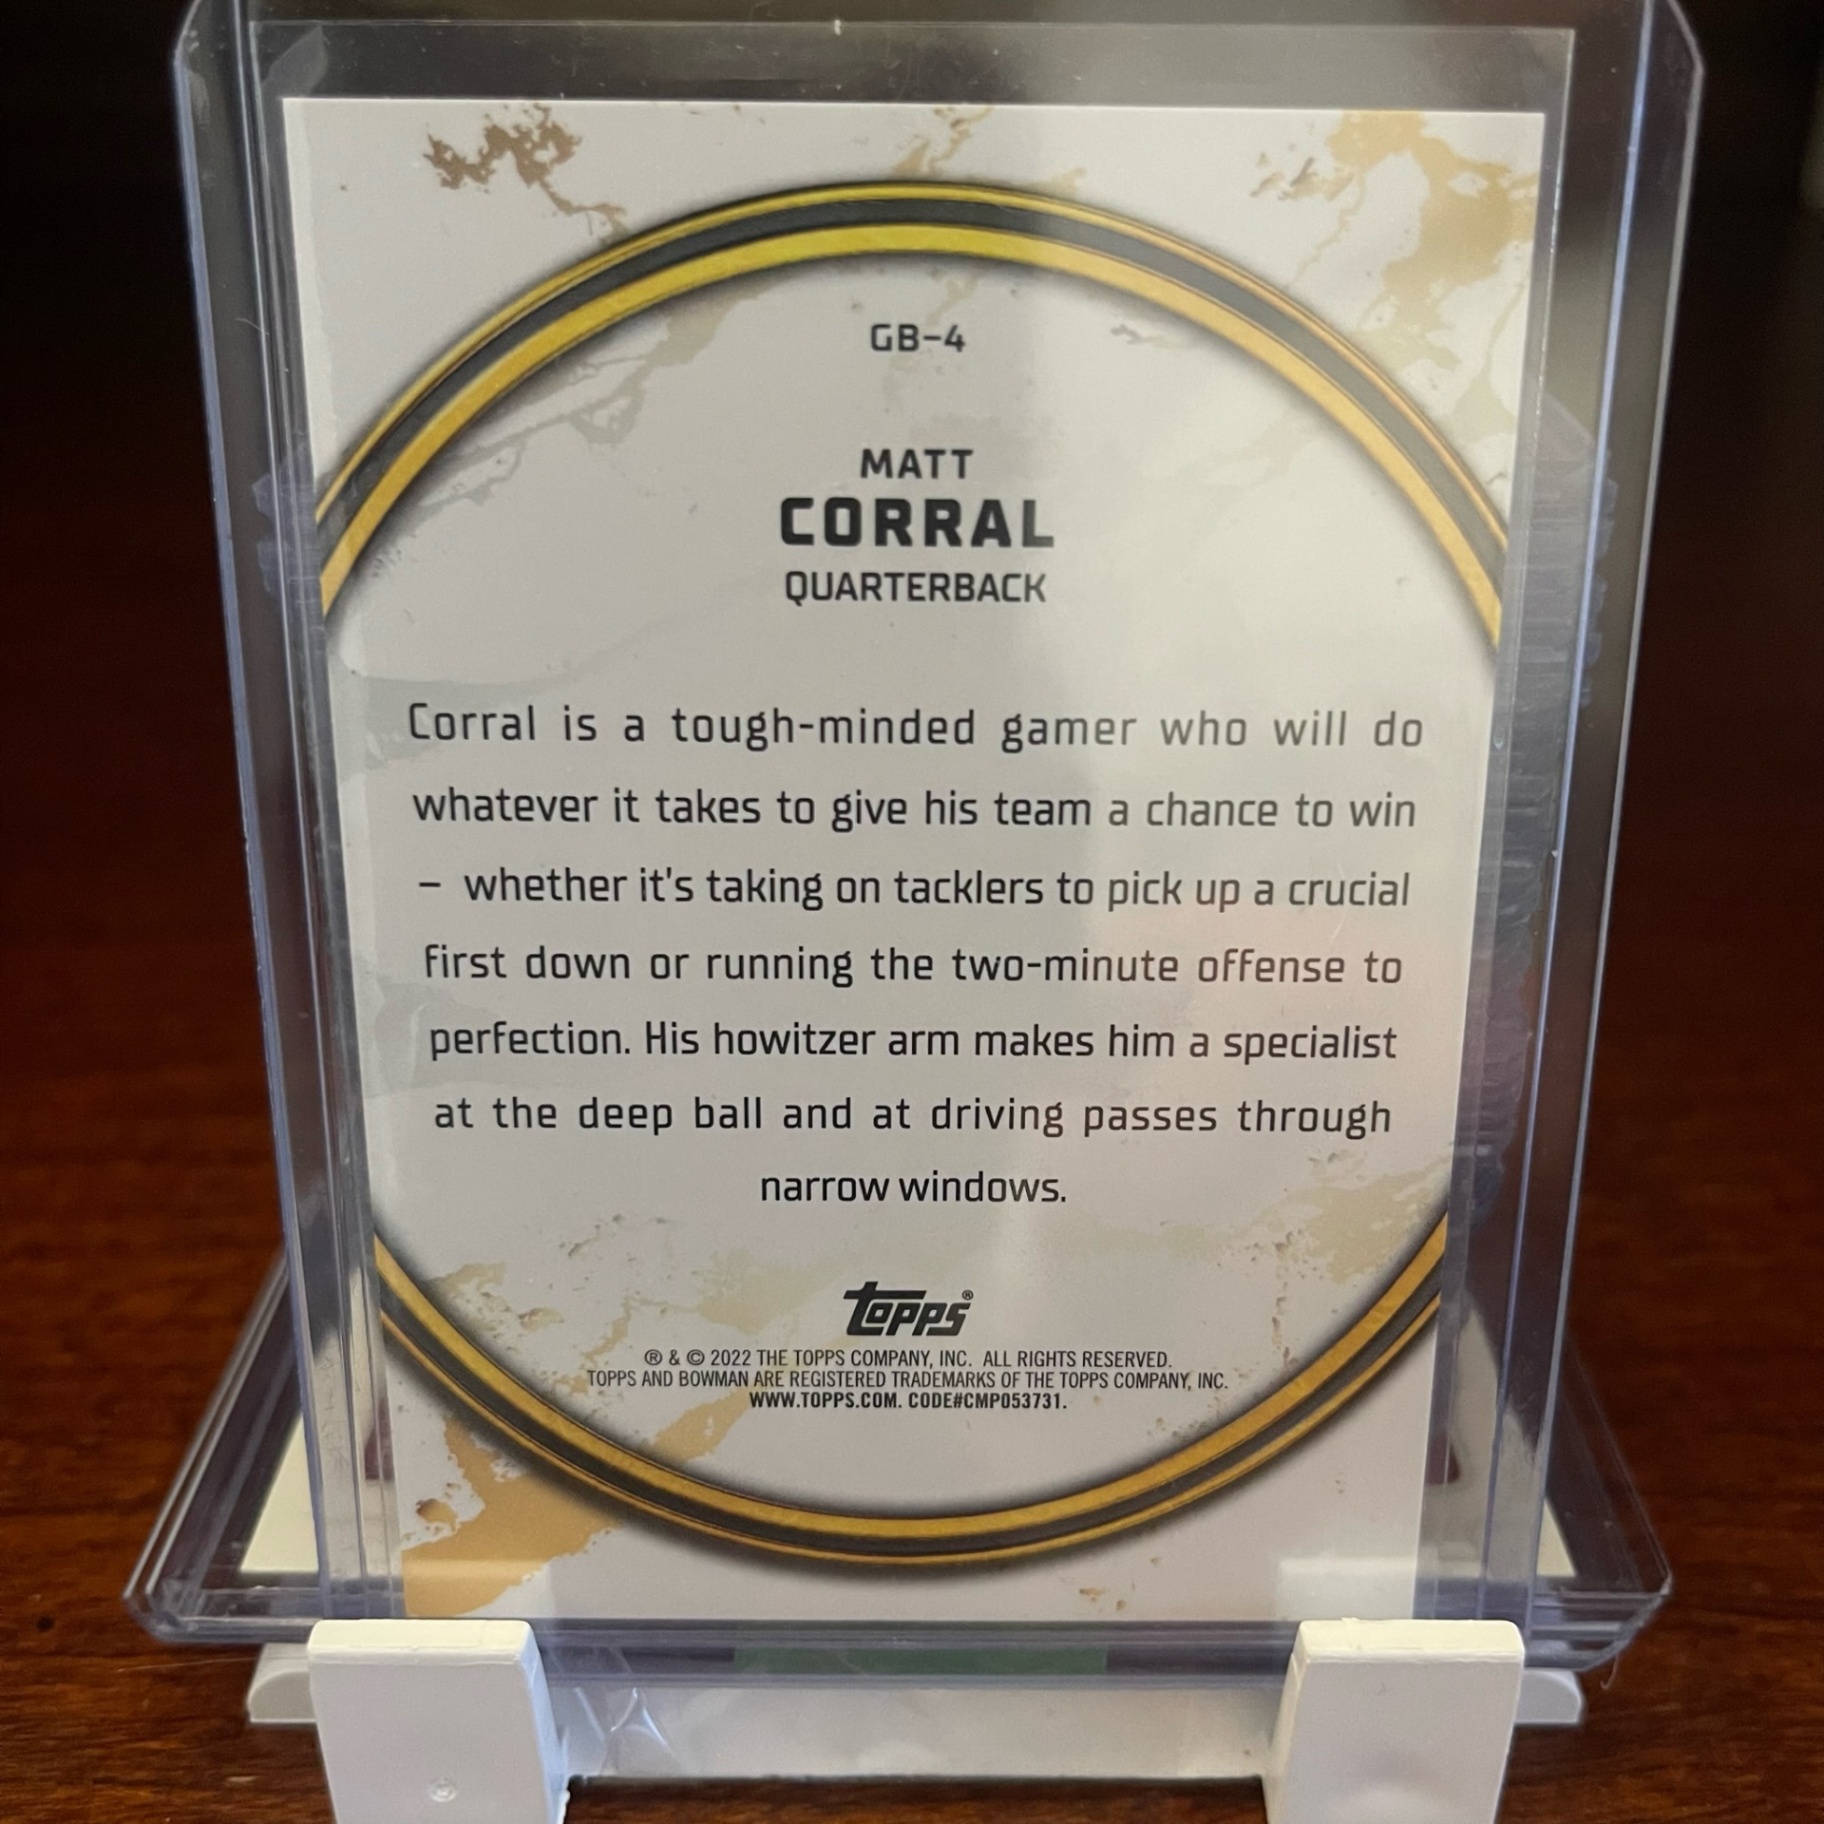 GB-4
MATT
CORRAL
QUARTERBACK
Corral is a tough-minded gamer who will do
whatever it takes to give his team a chance to win
– whether it's taking on tacklers to pick up a crucial
first down or running the two-minute offense to
perfection. His howitzer arm makes him a specialist
at the deep ball and at driving passes through
narrow windows.
topps®
® & © 2022 THE TOPPS COMPANY, INC. ALL RIGHTS RESERVED.
TOPPS AND BOWMAN ARE REGISTERED TRADEMARKS OF THE TOPPS COMPANY, INC.
WWW.TOPPS.COM. CODE#CMP053731.